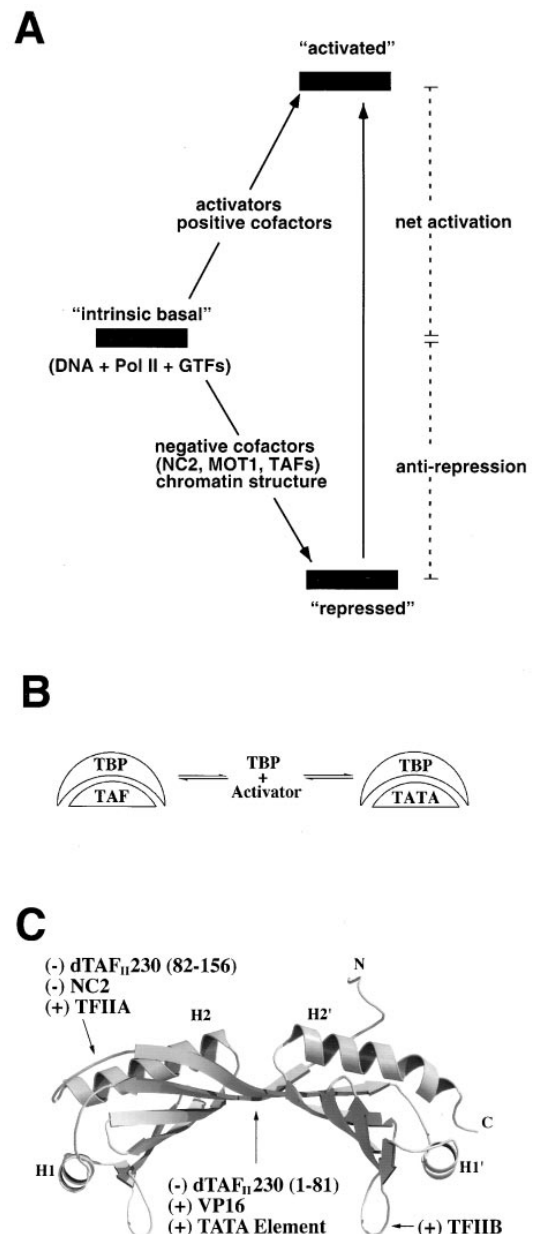 A
“activated”
activators
positive cofactors
net activation
“intrinsic basal”
(DNA + Pol II + GTFs)
negative cofactors
(NC2, MOT1, TAFs)
chromatin structure
anti-repression
“repressed”
B
TBP
TAF
TBP
+
Activator
TBP
TATA
C
(-) dTAFII230 (82-156)
(-) NC2
(+) TFIIA
N
H2
H2'
C
H1
H1'
(-) dTAFII230 (1-81)
(+) VP16
(+) TATA Element
(+) TFIIB